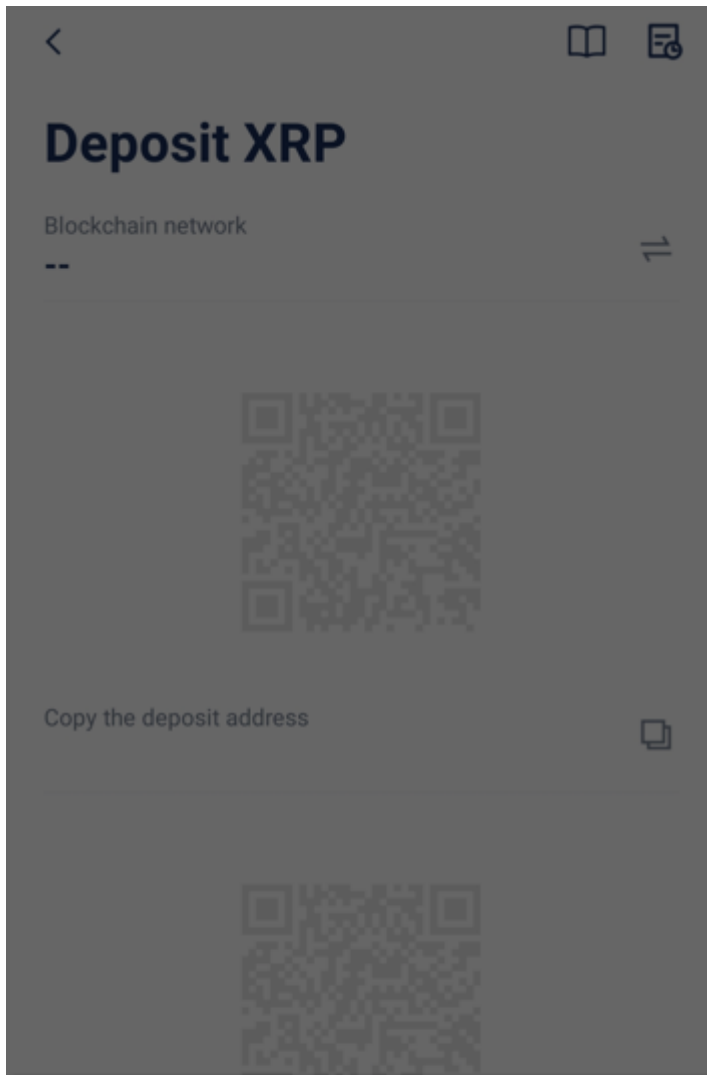 Deposit XRP
Blockchain network
--
Copy the deposit address